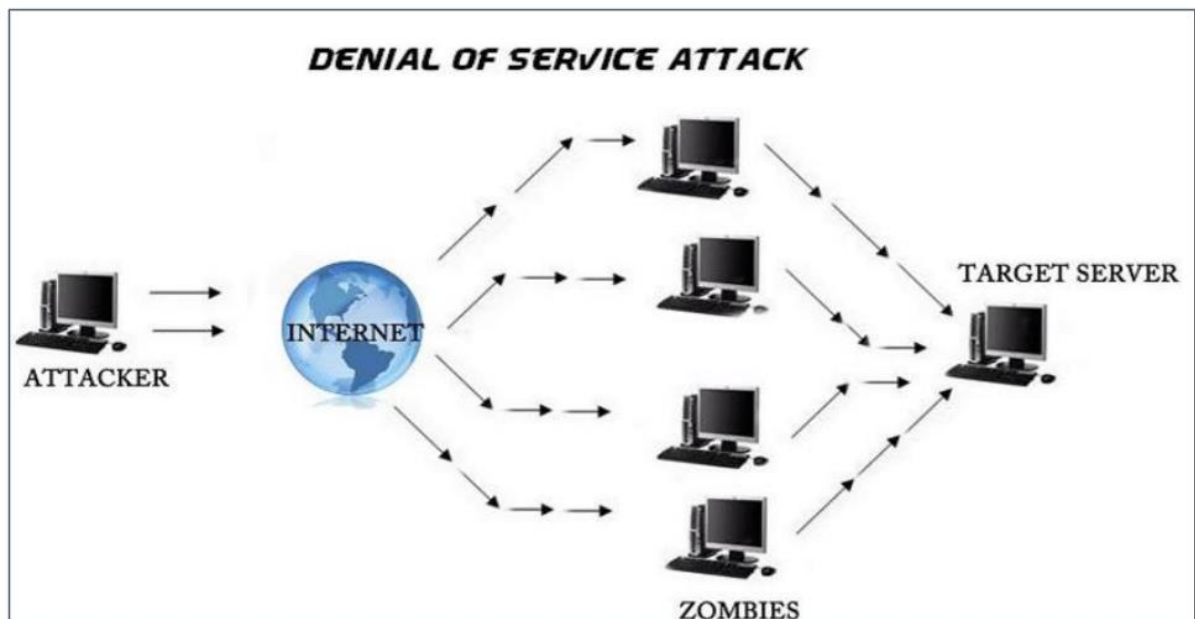 DENIAL OF SERVICE ATTACK
TARGET SERVER
INTERNET
ATTACKER
ZOMBIES